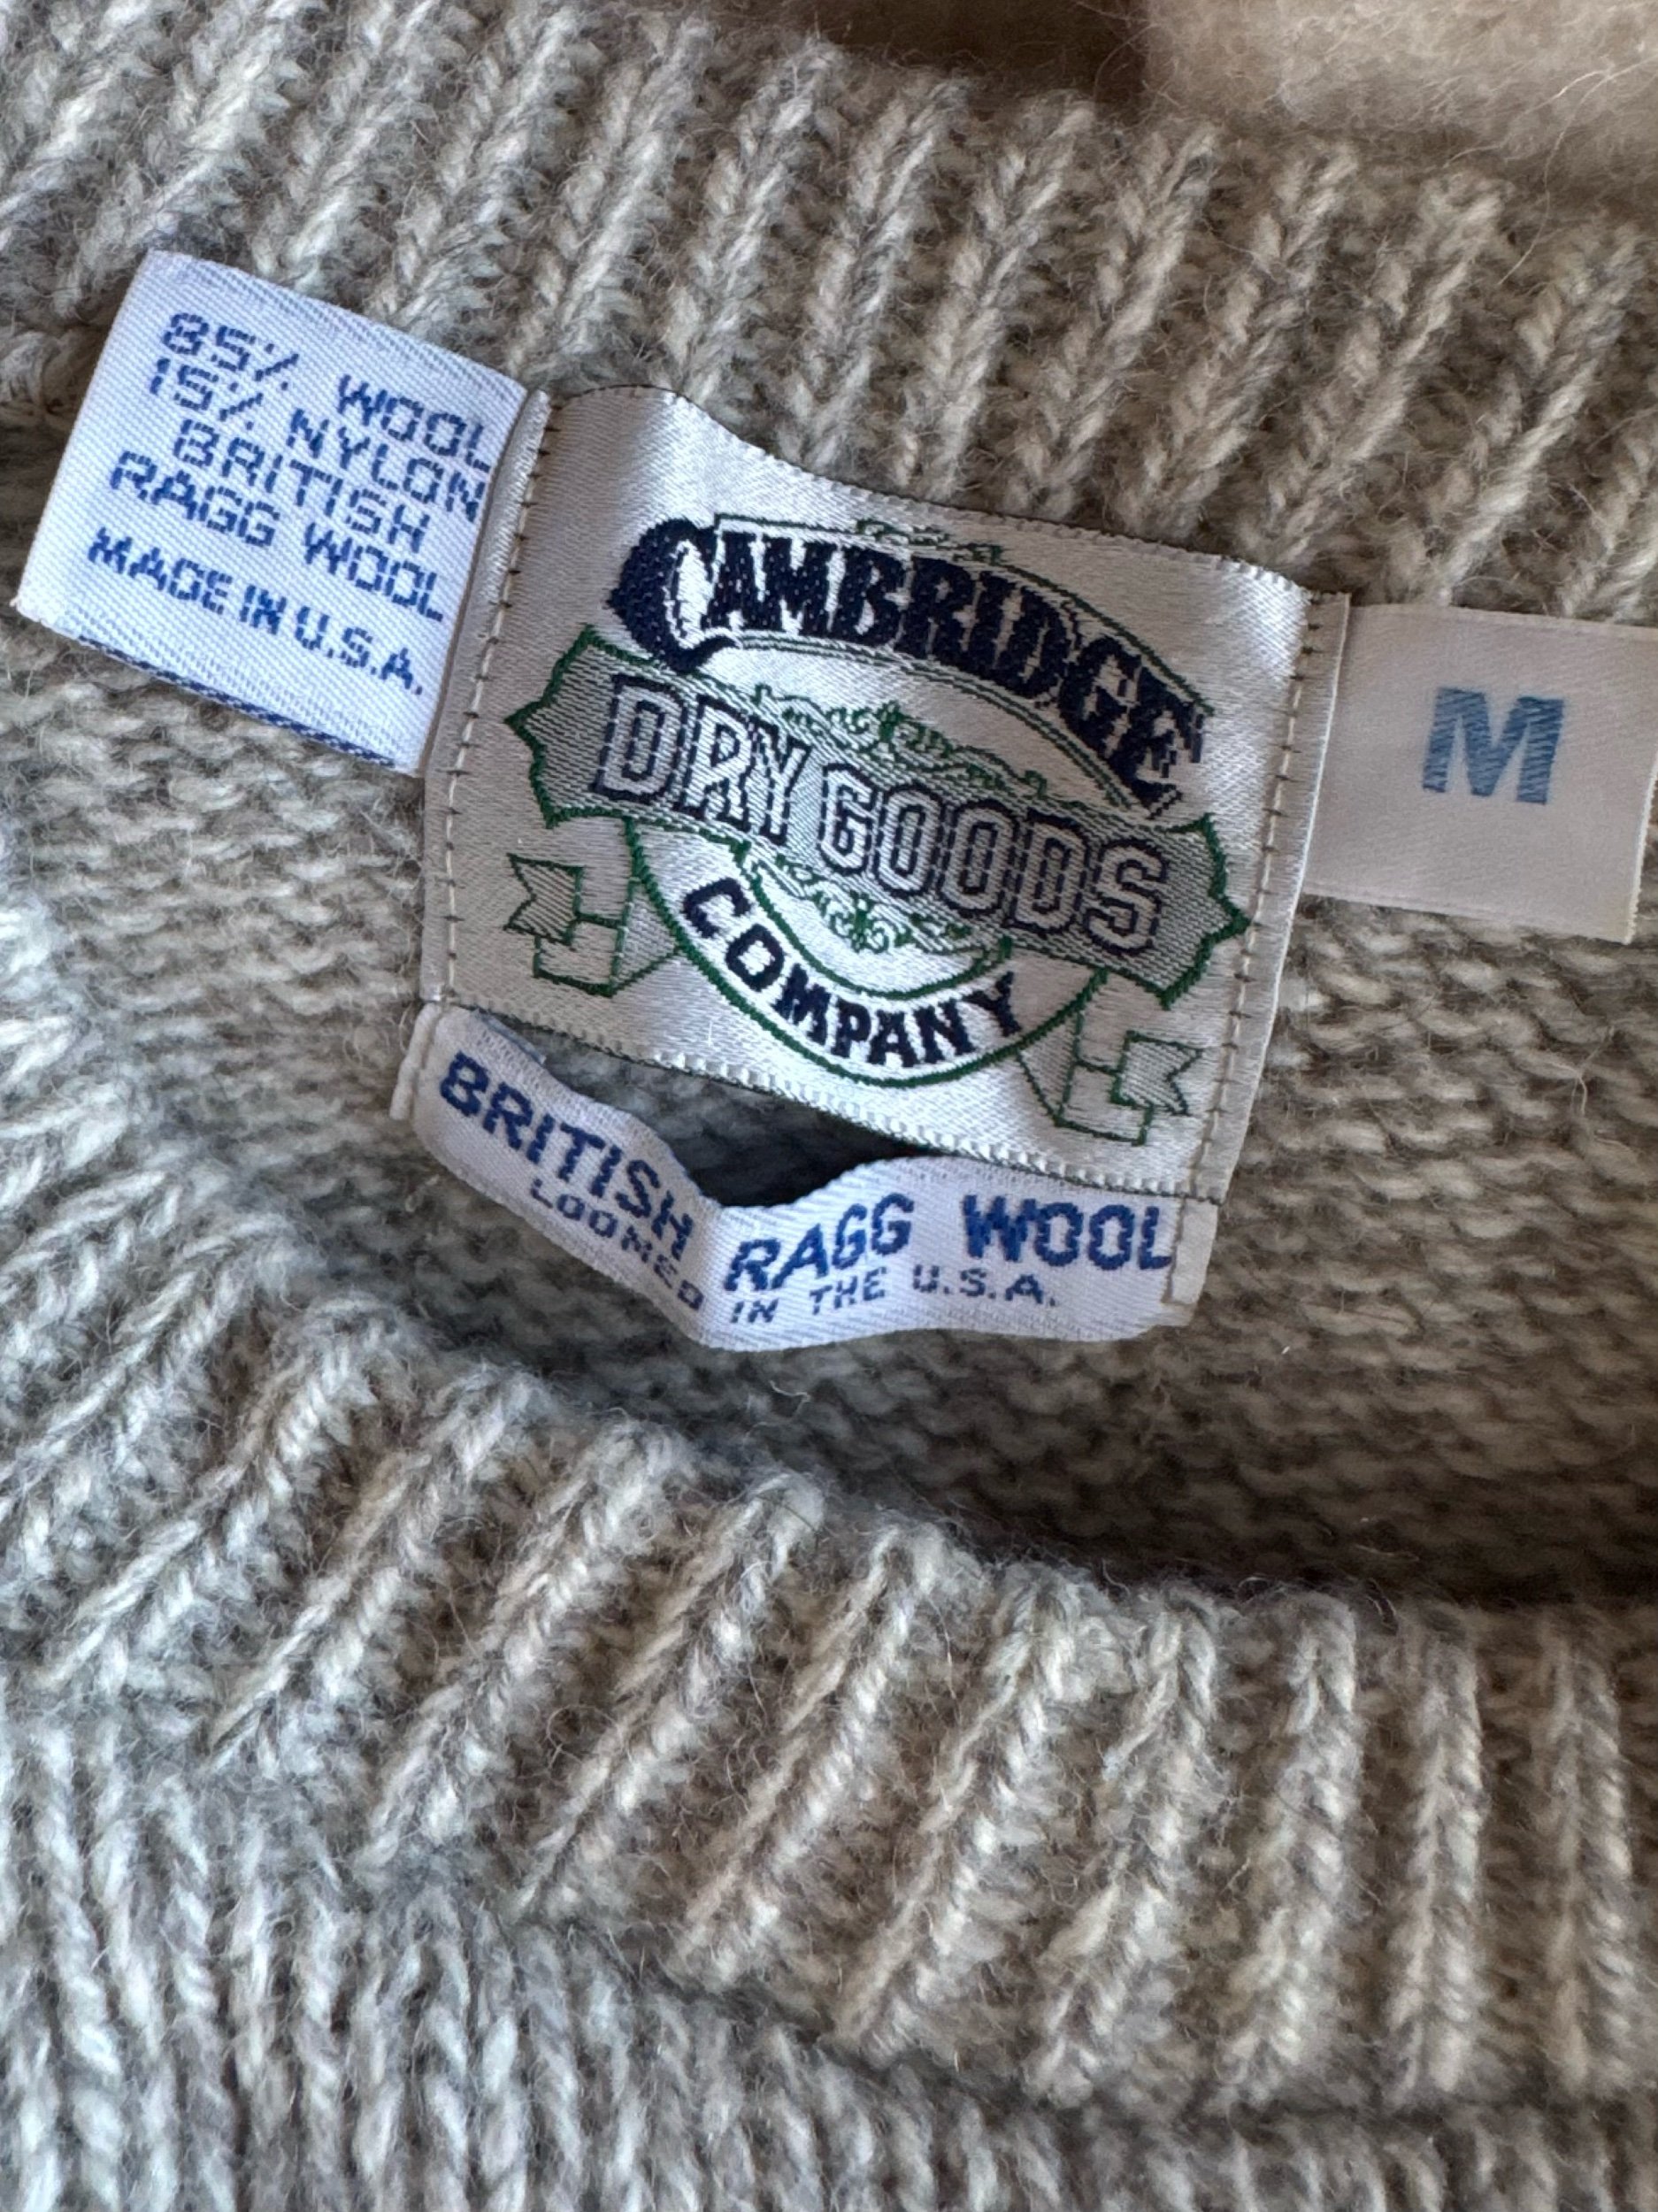 85% WOOL
15% NYLON
BRITISH
RAGG WOOL
MADE IN U.S.A.
CAMBRIDGE
DRY GOODS
COMPANY
M
BRITISH RAGG WOOL
LOOMED IN THE U.S.A.